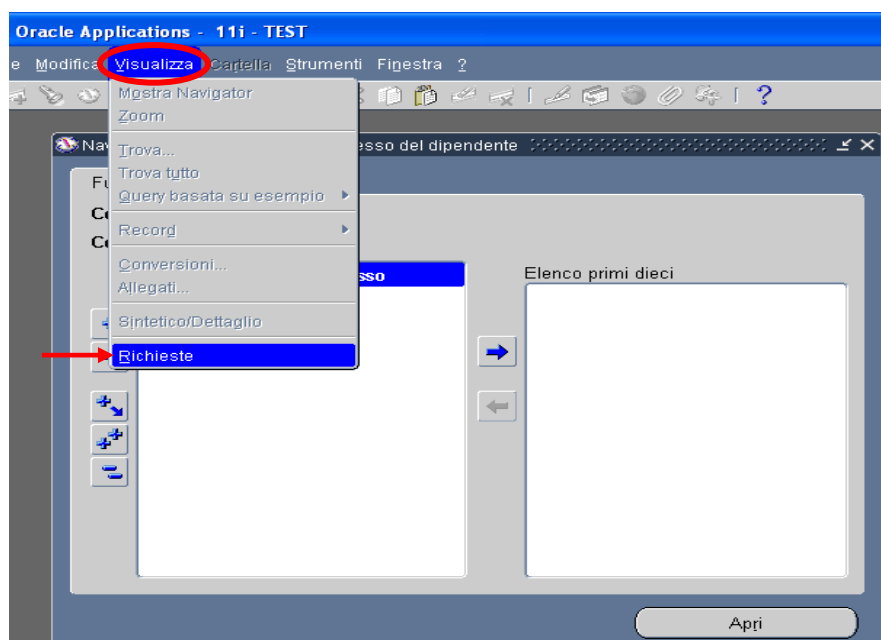 Oracle Applications - 11i - TEST
e Modifica Visualizza Cartella Strumenti Finestra ?
Mostra Navigator
Zoom
Trova...
Trova tutto
Query basata su esempio
Record
Conversioni...
Allegati...
Sintetico/Dettaglio
Richieste
Nav
esso del dipendente
Fu
Co
Co
sso
Elenco primi dieci
Apri